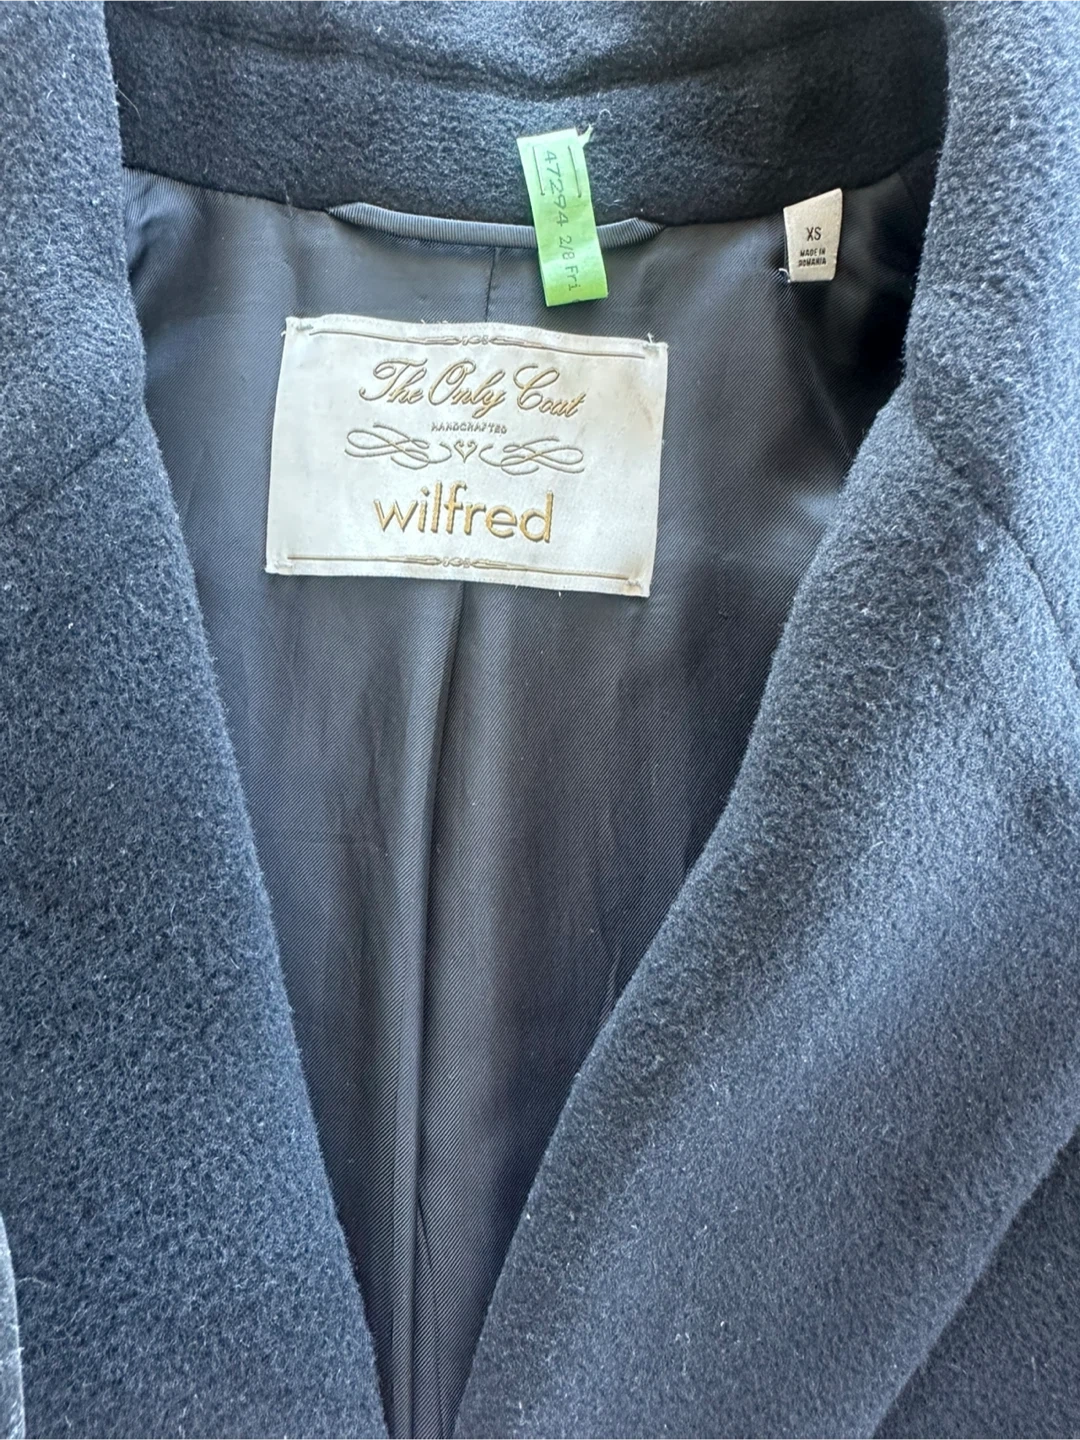 47294 2/8 Fri
XS
MADE IN
ROMANIA
The Only Coat
HANDCRAFTED
wilfred